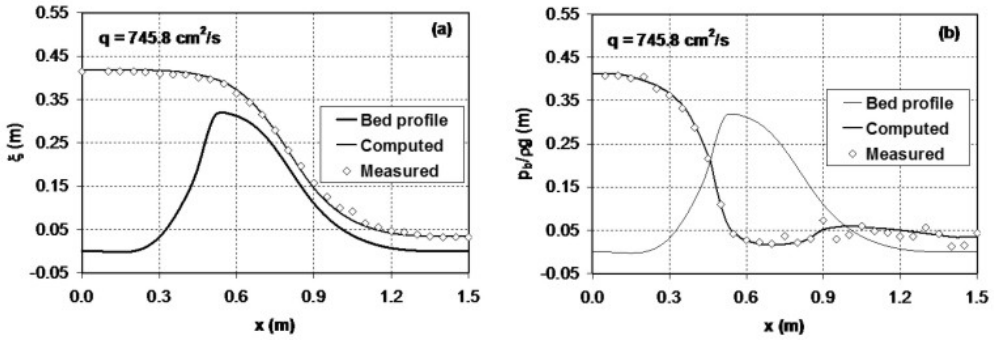 0.55
(a)
q = 745.8 cm²/s
0.45
0.35
Bed profile
0.25
Computed
ξ (m)
Measured
0.15
0.05
-0.05
0.0 0.3 0.6 0.9 1.2 1.5
x (m)
0.55
(b)
q = 745.8 cm²/s
0.45
0.35
Bed profile
0.25
Computed
p_b/ρg (m)
Measured
0.15
0.05
-0.05
0.0 0.3 0.6 0.9 1.2 1.5
x (m)